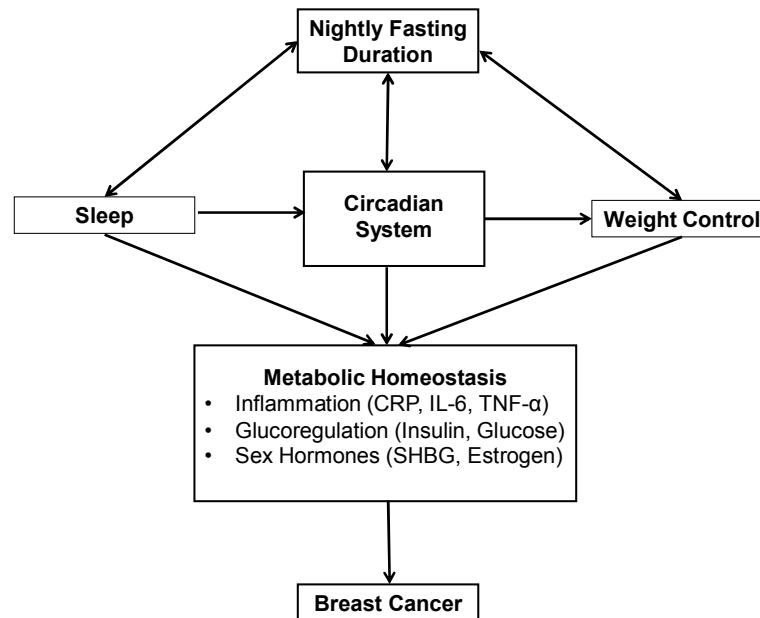 Nightly Fasting
Duration
Sleep
Circadian
System
Weight Control
Metabolic Homeostasis
• Inflammation (CRP, IL-6, TNF-α)
• Glucoregulation (Insulin, Glucose)
• Sex Hormones (SHBG, Estrogen)
Breast Cancer